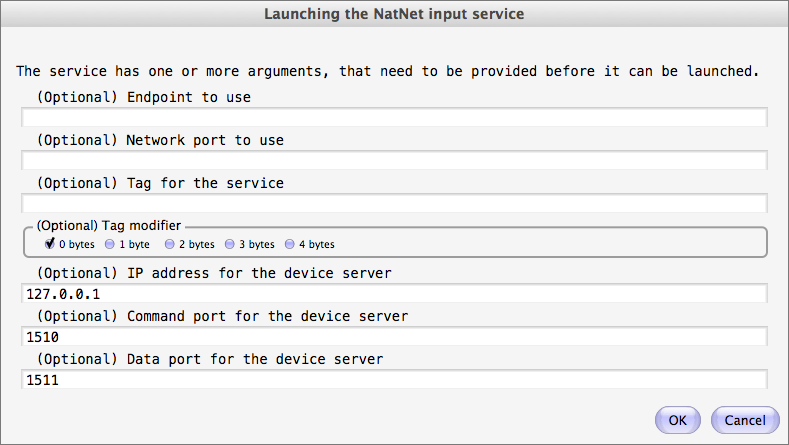 Launching the NatNet input service
The service has one or more arguments, that need to be provided before it can be launched.
(Optional) Endpoint to use
(Optional) Network port to use
(Optional) Tag for the service
(Optional) Tag modifier
0 bytes 1 byte 2 bytes 3 bytes 4 bytes
(Optional) IP address for the device server
127.0.0.1
(Optional) Command port for the device server
1510
(Optional) Data port for the device server
1511
OK Cancel